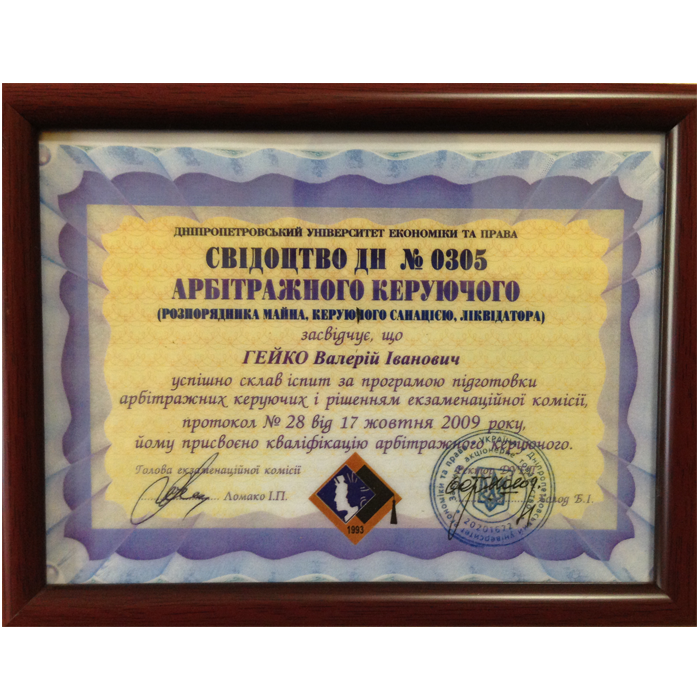 ДНІПРОПЕТРОВСЬКИЙ УНІВЕРСИТЕТ ЕКОНОМІКИ ТА ПРАВА
СВІДОЦТВО ДН № 0305
АРБІТРАЖНОГО КЕРУЮЧОГО
(РОЗПОРЯДНИКА МАЙНА, КЕРУЮЧОГО САНАЦІЄЮ, ЛІКВІДАТОРА)
засвідчує, що
ГЕЙКО Валерій Іванович
успішно склав іспит за програмою підготовки
арбітражних керуючих і рішенням екзаменаційної комісії,
протокол № 28 від 17 жовтня 2009 року,
йому присвоєно кваліфікацію арбітражного керуючого.
Голова екзаменаційної комісії
Ломако І.П.
Б.І.
1993